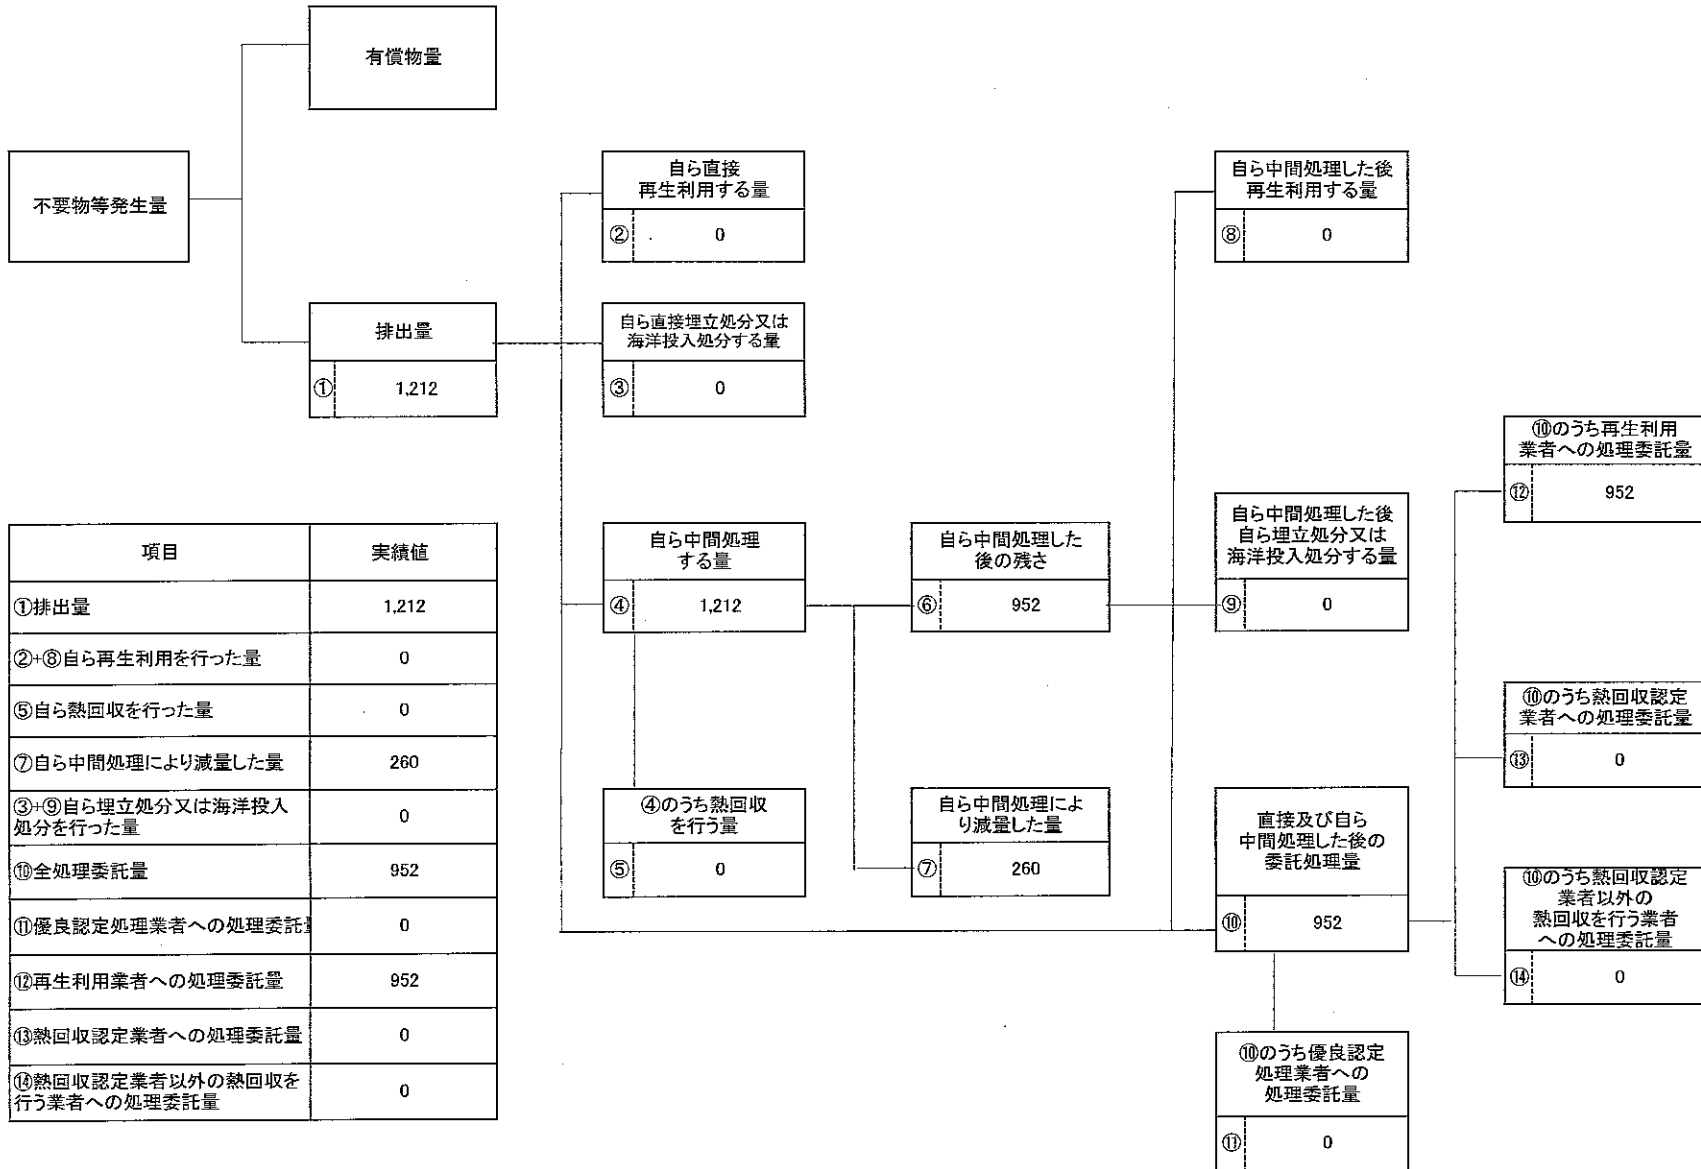 有償物量
不要物等発生量
排出量
① 1,212
自ら直接
再生利用する量
② 0
自ら直接埋立処分又は
海洋投入処分する量
③ 0
自ら中間処理
する量
④ 1,212
④のうち熱回収
を行う量
⑤ 0
自ら中間処理した
後の残さ
⑥ 952
自ら中間処理によ
り減量した量
⑦ 260
自ら中間処理した後
再生利用する量
⑧ 0
自ら中間処理した後
自ら埋立処分又は
海洋投入処分する量
⑨ 0
直接及び自ら
中間処理した後の
委託処理量
⑩ 952
⑩のうち優良認定
処理業者への
処理委託量
⑪ 0
⑩のうち再生利用
業者への処理委託量
⑫ 952
⑩のうち熱回収認定
業者への処理委託量
⑬ 0
⑩のうち熱回収認定
業者以外の
熱回収を行う業者
への処理委託量
⑭ 0
項目 実績値
①排出量 1,212
②+⑧自ら再生利用を行った量 0
⑤自ら熱回収を行った量 0
⑦自ら中間処理により減量した量 260
③+⑨自ら埋立処分又は海洋投入
処分を行った量 0
⑩全処理委託量 952
⑪優良認定処理業者への処理委託 0
⑫再生利用業者への処理委託量 952
⑬熱回収認定業者への処理委託量 0
⑭熱回収認定業者以外の熱回収を
行う業者への処理委託量 0